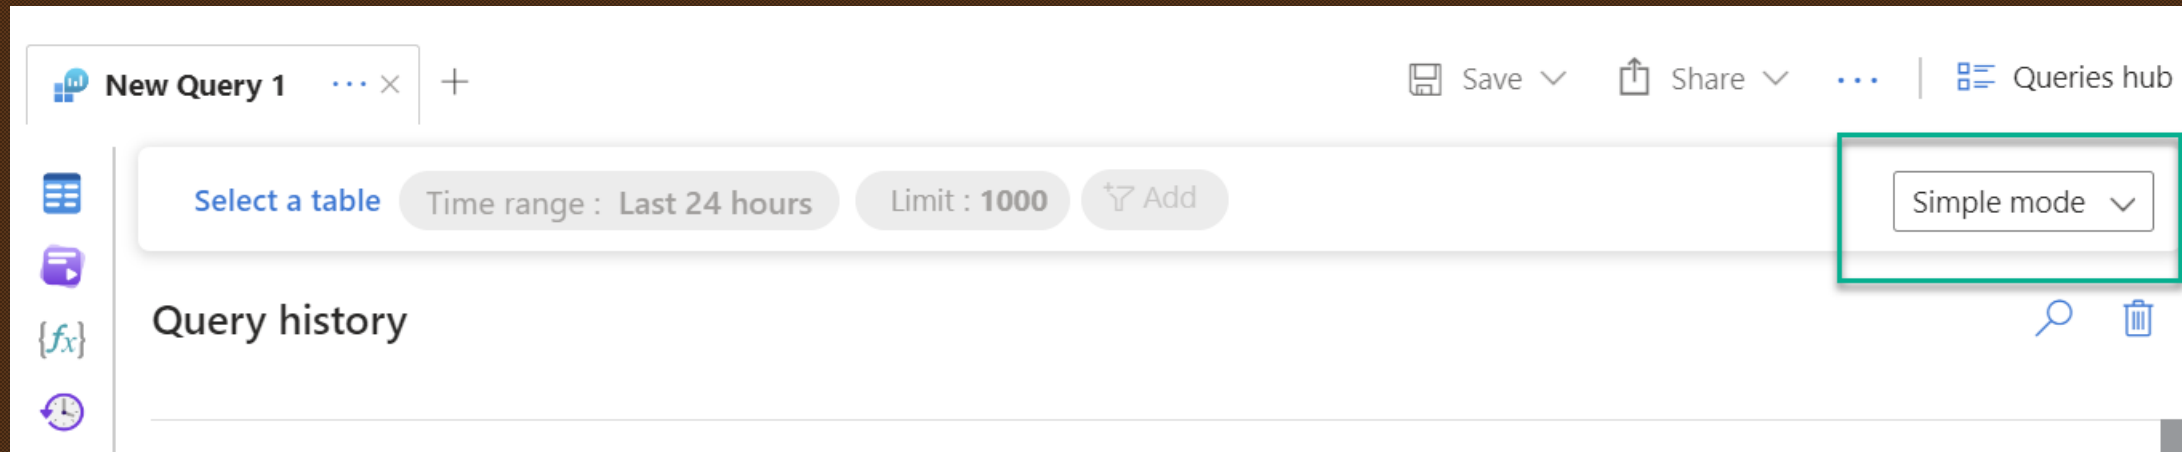 New Query 1
Save
Share
Queries hub
Select a table
Time range : Last 24 hours
Limit : 1000
Add
Simple mode
Query history
{fx}